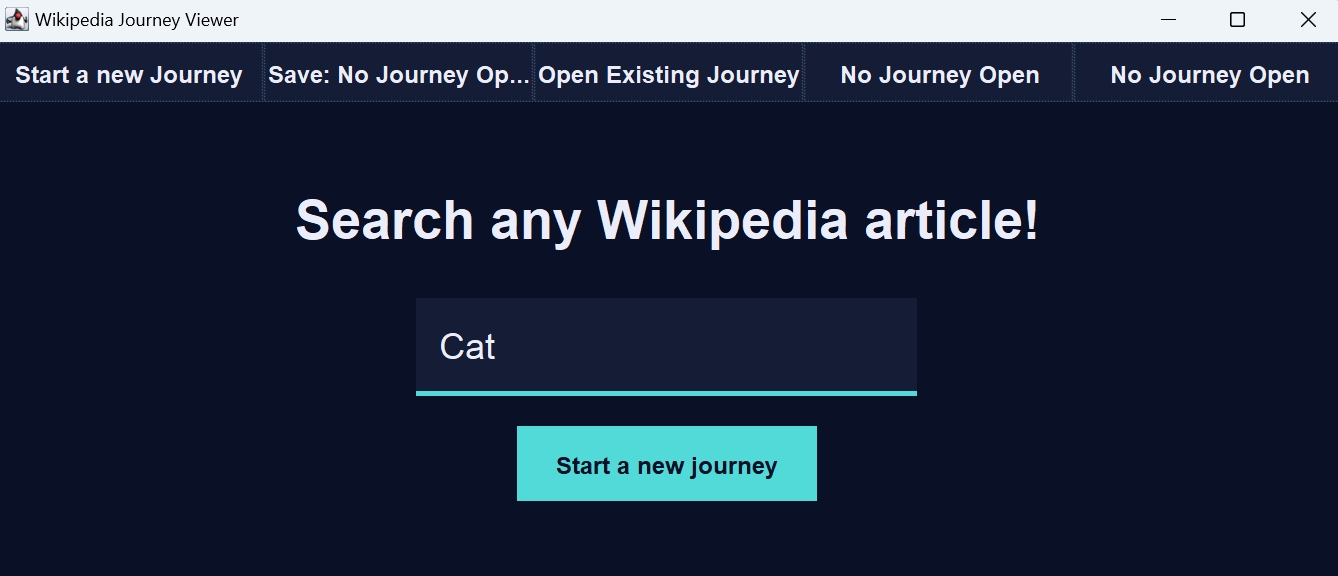 Wikipedia Journey Viewer
Start a new Journey
Save: No Journey Op...
Open Existing Journey
No Journey Open
No Journey Open
Search any Wikipedia article!
Cat
Start a new journey